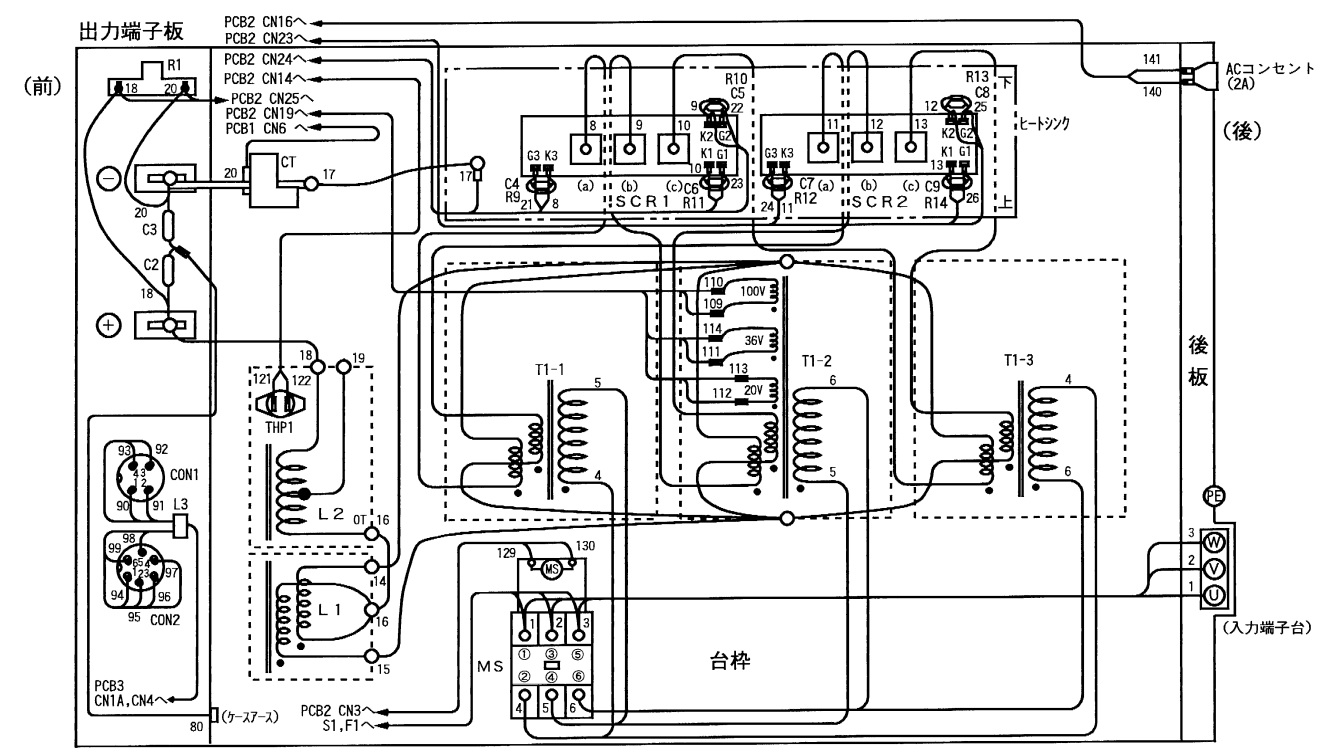 出力端子板
PCB2 CN16へ
PCB2 CN23へ
PCB2 CN24へ
PCB2 CN14へ
PCB2 CN25へ
PCB2 CN19へ
PCB1 CN6へ
(前)
R1
18
20
141
140
ACコンセント
(2A)
(後)
ヒートシンク
下
上
R10
C5
9
22
K2 G2
8
9
10
G3 K3
K1 G1
10
C4
R9
21
8
(a)
(b)
(c)
SCR1
C6
R11
23
R13
C8
12
25
K2 G2
11
12
13
G3 K3
K1 G1
13
C7
R12
24
11
(a)
(b)
(c)
SCR2
C9
R14
26
CT
20
17
17
⊖
20
C3
C2
18
⊕
18
19
121
122
THP1
L2
OT
16
14
L1
16
15
110
100V
109
114
36V
111
113
20V
112
T1-1
5
4
T1-2
6
5
T1-3
4
6
後板
93
92
4 3
1 2
CON1
90
91
L3
98
99
6 5 4
1 2 3
97
94
95
96
CON2
PCB3
CN1A,CN4へ
80
(ケースアース)
PCB2 CN3へ
S1,F1へ
129
130
MS
MS
1
2
3
①
③
⑤
②
④
⑥
4
5
6
台枠
PE
3
W
2
V
1
U
(入力端子台)